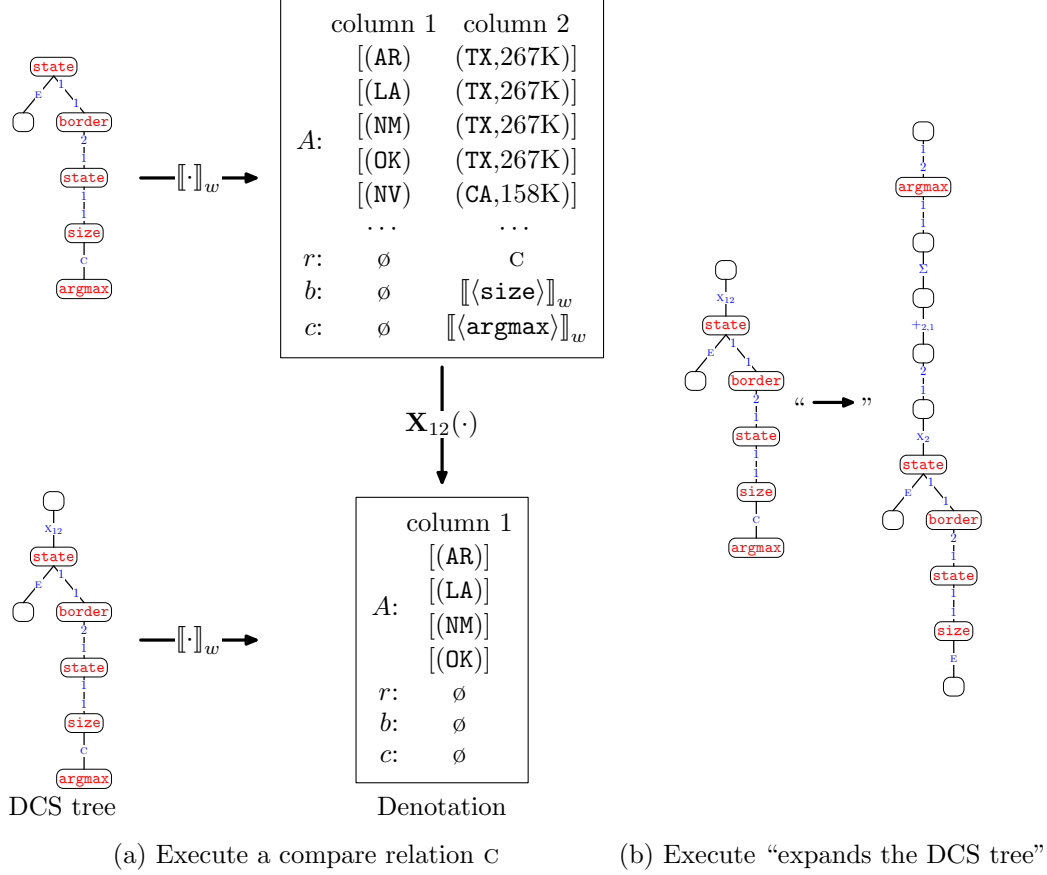 column 1 column 2
[(AR) (TX,267K)]
[(LA) (TX,267K)]
[(NM) (TX,267K)]
A:
[(OK) (TX,267K)]
[(NV) (CA,158K)]
... ...
r: ø C
b: ø ⟦⟨size⟩⟧w
c: ø ⟦⟨argmax⟩⟧w
state
E 1
1
border
2
1
state
1
1
size
C
argmax
⟦·⟧w
X12(·)
X12
state
E 1
1
border
2
1
state
1
1
size
C
argmax
DCS tree
⟦·⟧w
column 1
[(AR)]
[(LA)]
A:
[(NM)]
[(OK)]
r: ø
b: ø
c: ø
Denotation
(a) Execute a compare relation C
X12
state
E 1
1
border
2
1
state
1
1
size
C
argmax
“ ”
1
2
argmax
1
1
Σ
+2,1
2
1
X2
state
E 1
1
border
2
1
state
1
1
size
E
(b) Execute “expands the DCS tree”